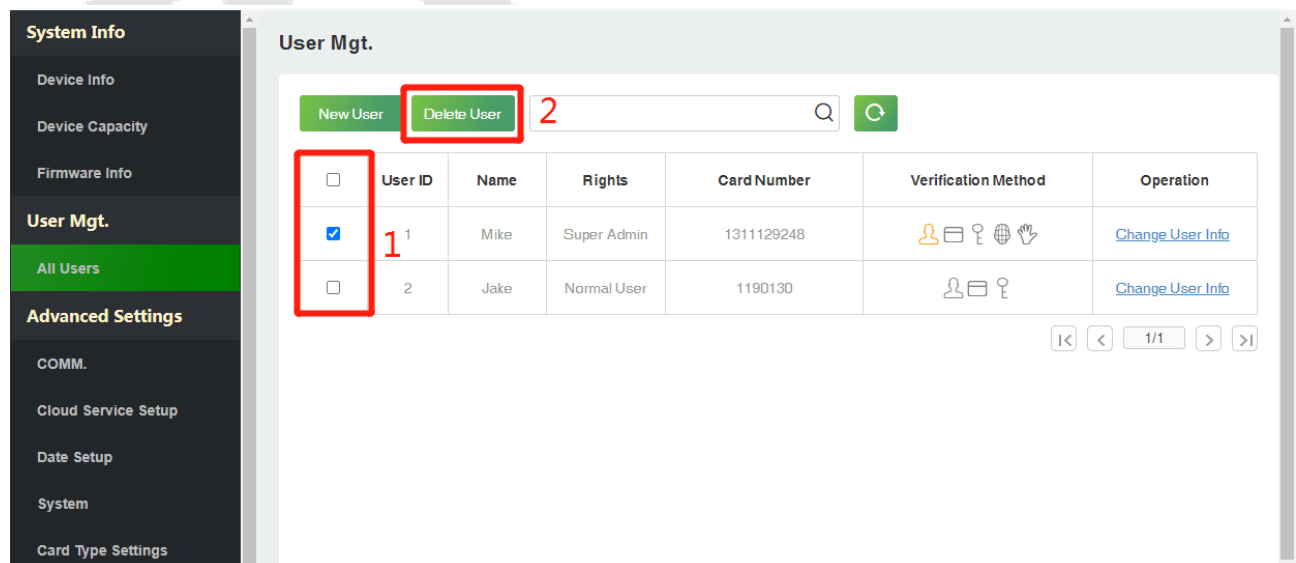 System Info
Device Info
Device Capacity
Firmware Info
User Mgt.
All Users
Advanced Settings
COMM.
Cloud Service Setup
Date Setup
System
Card Type Settings
User Mgt.
New User Delete User 2
User ID Name Rights Card Number Verification Method Operation
1 1 Mike Super Admin 1311129248 Change User Info
2 Jake Normal User 1190130 Change User Info
1/1